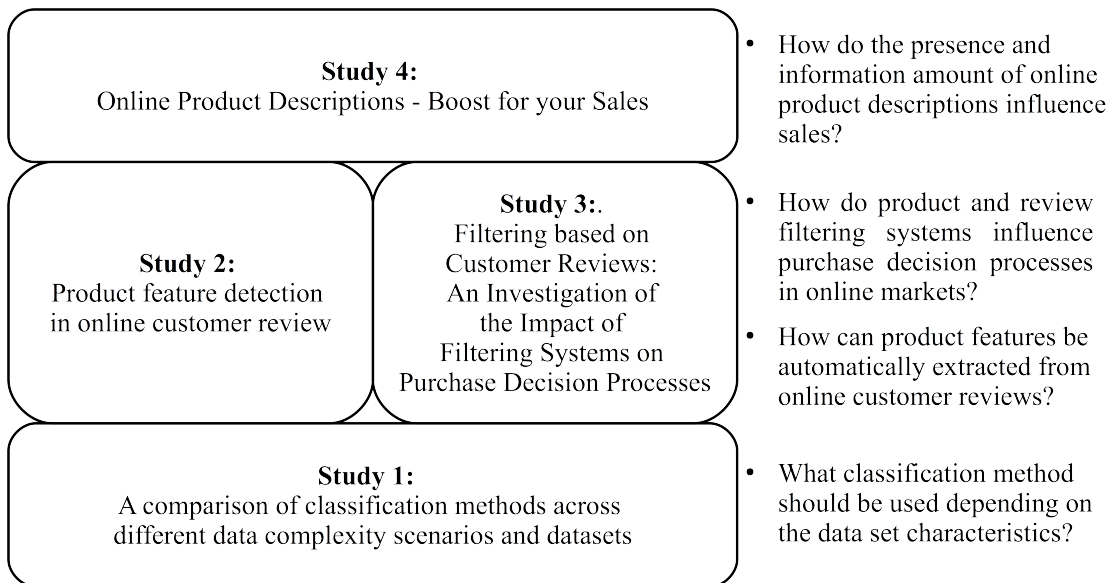 Study 4:
Online Product Descriptions - Boost for your Sales
• How do the presence and
information amount of online
product descriptions influence
sales?
Study 2:
Product feature detection
in online customer review
Study 3:.
Filtering based on
Customer Reviews:
An Investigation of
the Impact of
Filtering Systems on
Purchase Decision Processes
• How do product and review
filtering systems influence
purchase decision processes
in online markets?
• How can product features be
automatically extracted from
online customer reviews?
Study 1:
A comparison of classification methods across
different data complexity scenarios and datasets
• What classification method
should be used depending on
the data set characteristics?